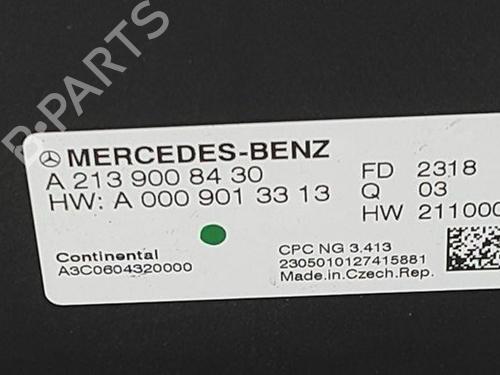 B-PARTS
MERCEDES-BENZ
A 213 900 84 30
HW: A 000 901 33 13
FD 2318
Q 03
HW 211000
Continental
A3C0604320000
CPC NG 3.413
2305010127415881
Made.in.Czech.Rep.